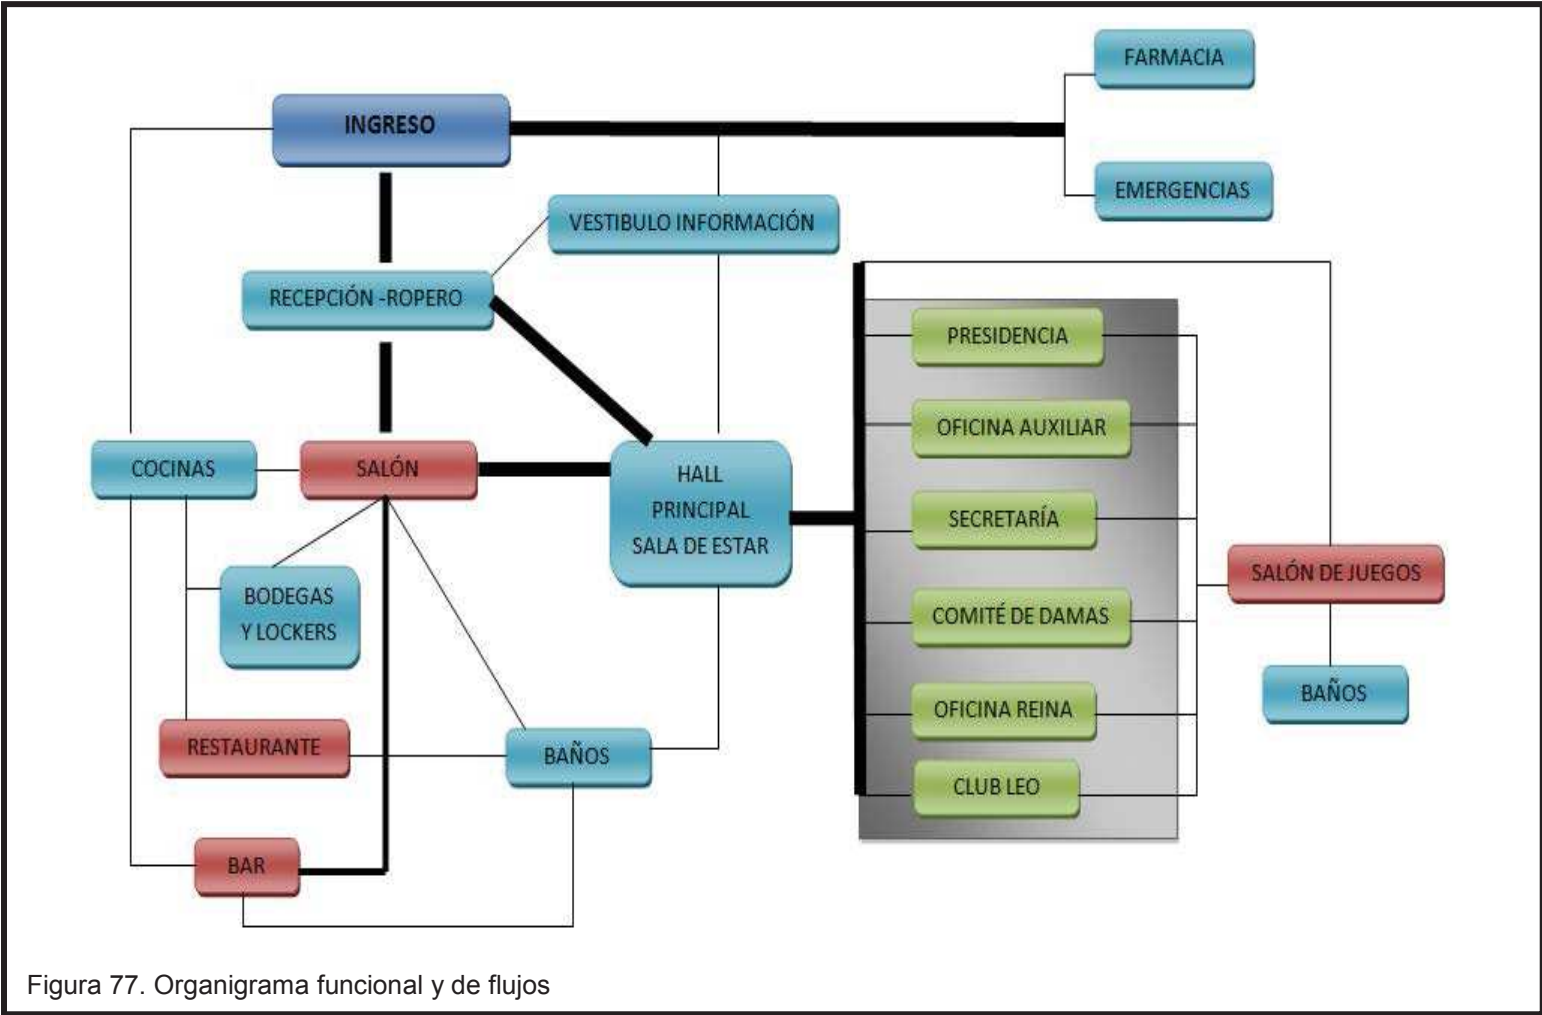 FARMACIA
INGRESO
EMERGENCIAS
VESTIBULO INFORMACIÓN
RECEPCIÓN -ROPERO
PRESIDENCIA
OFICINA AUXILIAR
COCINAS
SALÓN
HALL
PRINCIPAL
SALA DE ESTAR
SECRETARÍA
SALÓN DE JUEGOS
BODEGAS
Y LOCKERS
COMITÉ DE DAMAS
BAÑOS
OFICINA REINA
RESTAURANTE
BAÑOS
CLUB LEO
BAR
Figura 77. Organigrama funcional y de flujos